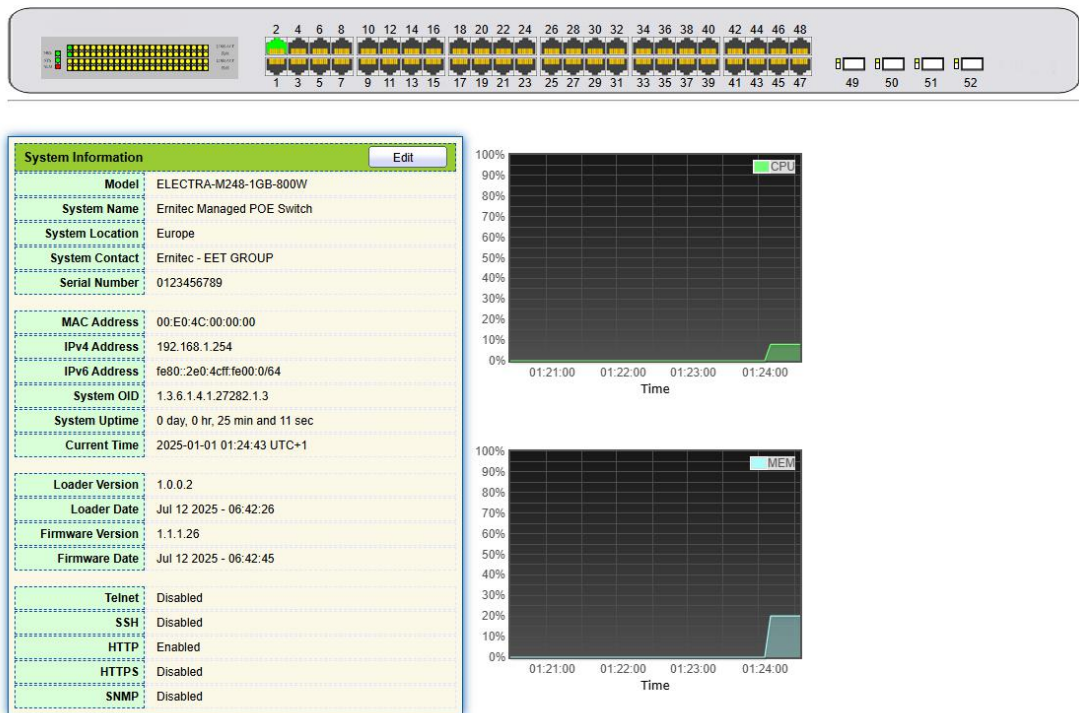 2 4 6 8 10 12 14 16 18 20 22 24 26 28 30 32 34 36 38 40 42 44 46 48
1 3 5 7 9 11 13 15 17 19 21 23 25 27 29 31 33 35 37 39 41 43 45 47 49 50 51 52
System Information Edit
Model ELECTRA-M248-1GB-800W
System Name Ernitec Managed POE Switch
System Location Europe
System Contact Ernitec - EET GROUP
Serial Number 0123456789
MAC Address 00:E0:4C:00:00:00
IPv4 Address 192.168.1.254
IPv6 Address fe80::2e0:4cff:fe00:0/64
System OID 1.3.6.1.4.1.27282.1.3
System Uptime 0 day, 0 hr, 25 min and 11 sec
Current Time 2025-01-01 01:24:43 UTC+1
Loader Version 1.0.0.2
Loader Date Jul 12 2025 - 06:42:26
Firmware Version 1.1.1.26
Firmware Date Jul 12 2025 - 06:42:45
Telnet Disabled
SSH Disabled
HTTP Enabled
HTTPS Disabled
SNMP Disabled
100%
CPU
90%
80%
70%
60%
50%
40%
30%
20%
10%
0%
01:21:00 01:22:00 01:23:00 01:24:00
Time
100%
MEM
90%
80%
70%
60%
50%
40%
30%
20%
10%
0%
01:21:00 01:22:00 01:23:00 01:24:00
Time